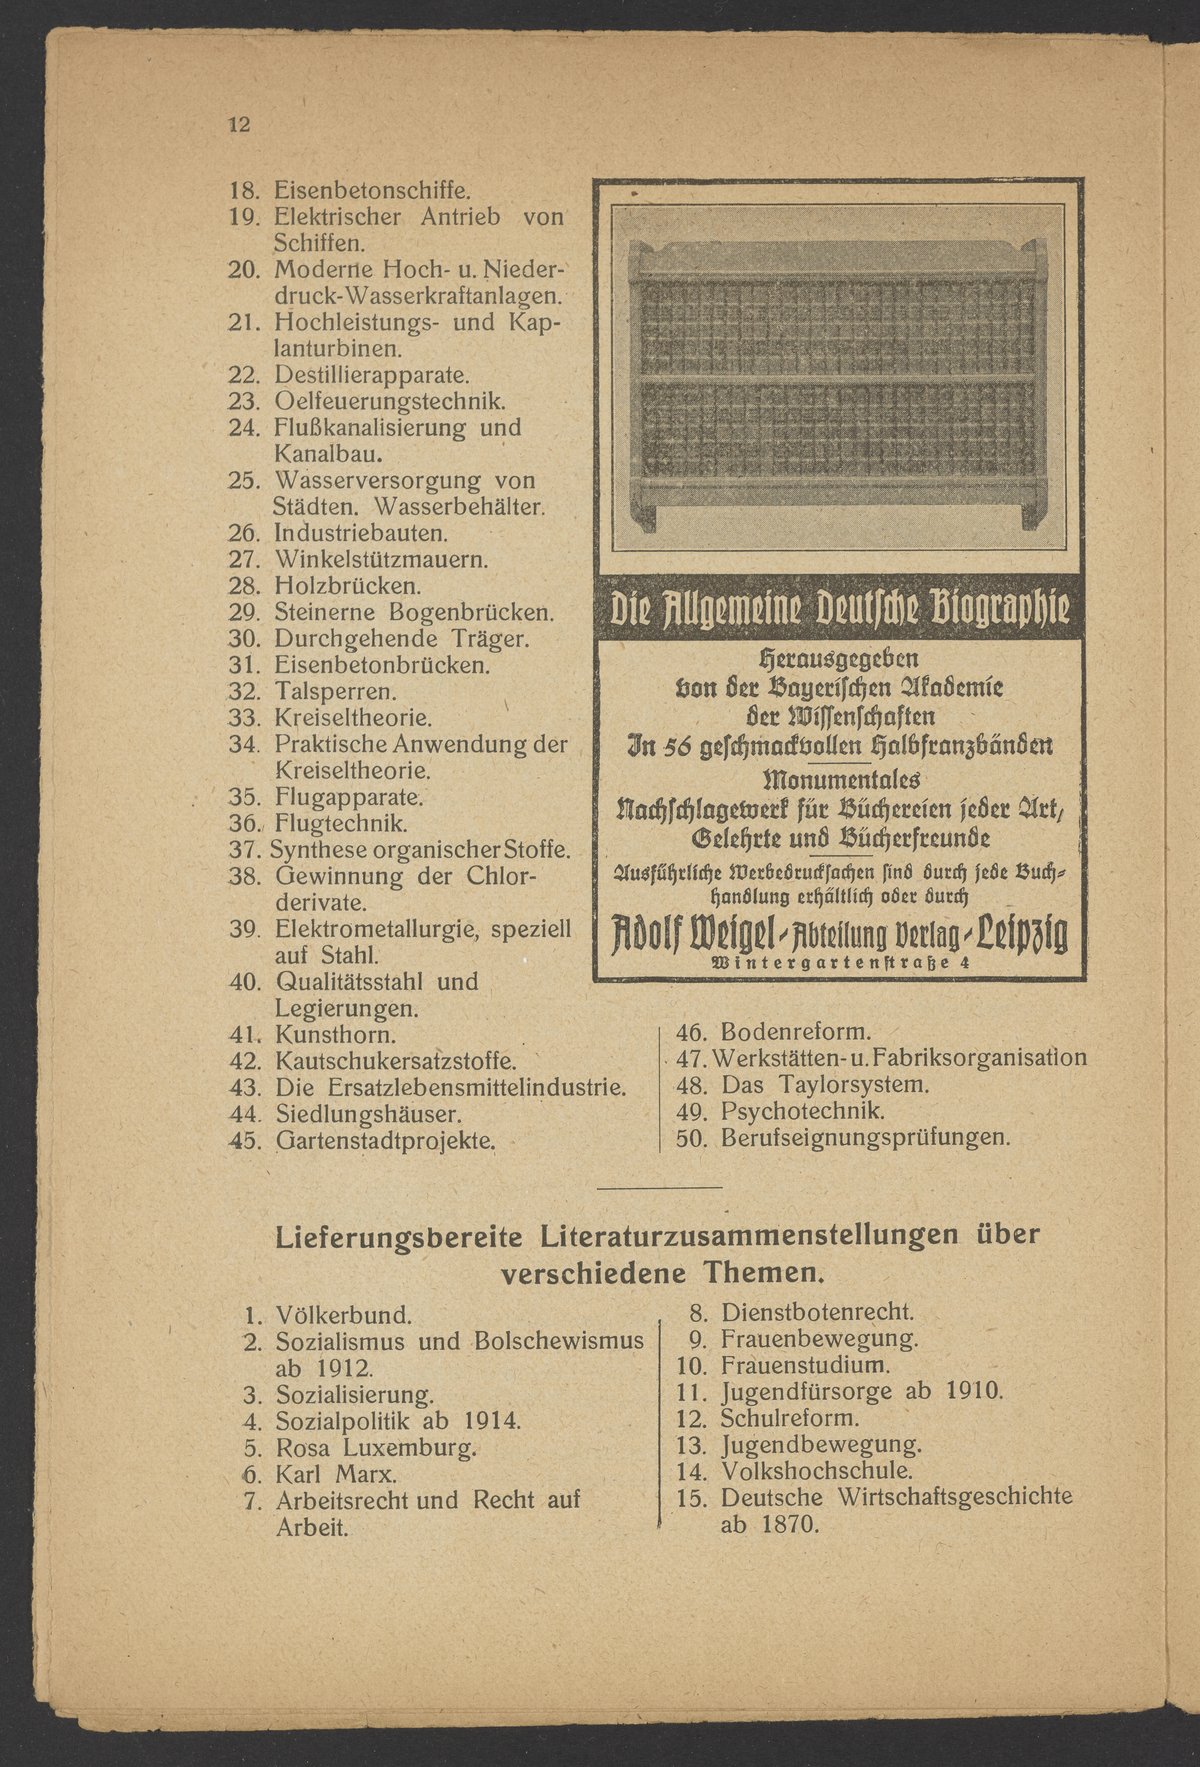 12
18. Eisenbetonschiffe.
19. Elektrischer Antrieb von
Schiffen.
20. Moderne Hoch- u. Nieder-
druck-Wasserkraftanlagen.
21. Hochleistungs- und Kap-
lanturbinen.
22. Destillierapparate.
23. Oelfeuerungstechnik.
24. Flußkanalisierung und
Kanalbau.
25. Wasserversorgung von
Städten. Wasserbehälter.
26. Industriebauten.
27. Winkelstützmauern.
28. Holzbrücken.
29. Steinerne Bogenbrücken.
30. Durchgehende Träger.
31. Eisenbetonbrücken.
32. Talsperren.
33. Kreiseltheorie.
34. Praktische Anwendung der
Kreiseltheorie.
35. Flugapparate.
36. Flugtechnik.
37. Synthese organischer Stoffe.
38. Gewinnung der Chlor-
derivate.
39. Elektrometallurgie, speziell
auf Stahl.
40. Qualitätsstahl und
Legierungen.
41. Kunsthorn.
42. Kautschukersatzstoffe.
43. Die Ersatzlebensmittelindustrie.
44. Siedlungshäuser.
45. Gartenstadtprojekte.
Die Allgemeine Deutsche Biographie
Herausgegeben
von der Bayerischen Akademie
der Wissenschaften
In 56 geschmackvollen Halbfranzbänden
Monumentales
Nachschlagewerk für Büchereien jeder Art,
Gelehrte und Bücherfreunde
Ausführliche Werbedrucksachen sind durch jede Buch-
handlung erhältlich oder durch
Adolf Weigel-Abteilung Verlag-Leipzig
Wintergartenstraße 4
46. Bodenreform.
47. Werkstätten- u. Fabriksorganisation
48. Das Taylorsystem.
49. Psychotechnik.
50. Berufseignungsprüfungen.
Lieferungsbereite Literaturzusammenstellungen über
verschiedene Themen.
1. Völkerbund.
2. Sozialismus und Bolschewismus
ab 1912.
3. Sozialisierung.
4. Sozialpolitik ab 1914.
5. Rosa Luxemburg.
6. Karl Marx.
7. Arbeitsrecht und Recht auf
Arbeit.
8. Dienstbotenrecht.
9. Frauenbewegung.
10. Frauenstudium.
11. Jugendfürsorge ab 1910.
12. Schulreform.
13. Jugendbewegung.
14. Volkshochschule.
15. Deutsche Wirtschaftsgeschichte
ab 1870.